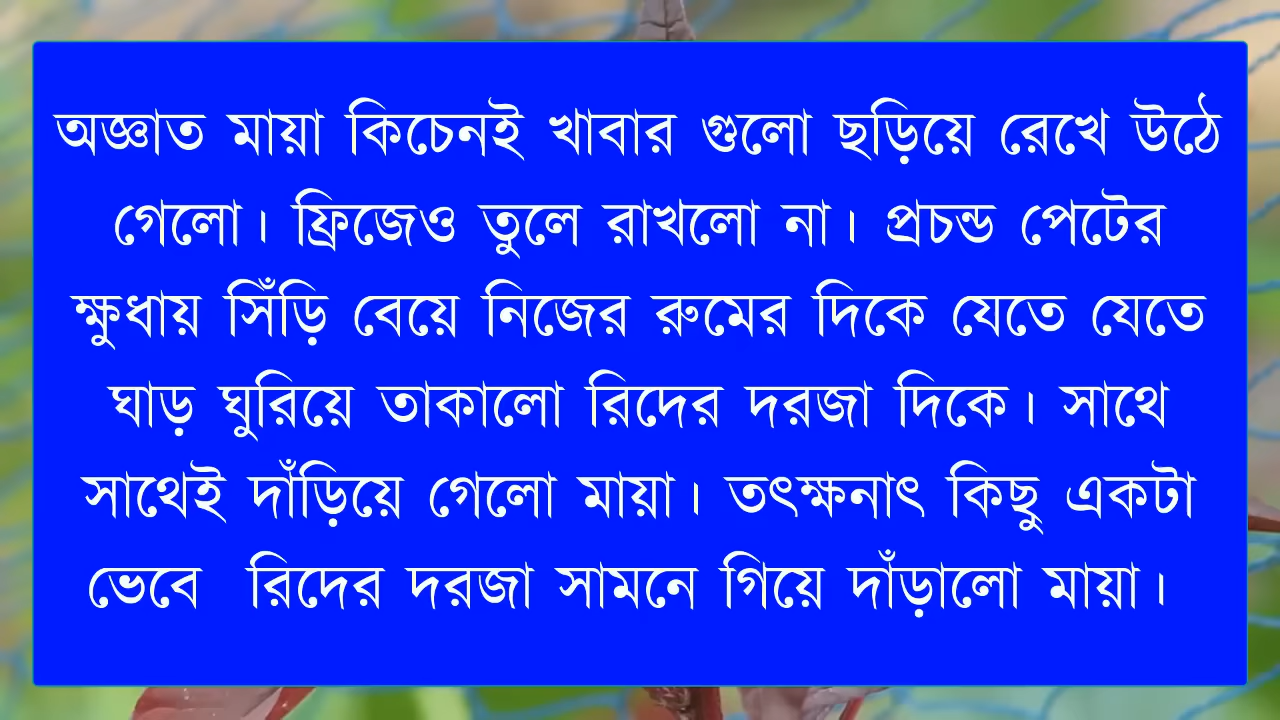 অজ্ঞাত মায়া কিচেনই খাবার গুলো ছড়িয়ে রেখে উঠে
গেলো। ফ্রিজেও তুলে রাখলো না। প্রচন্ড পেটের
ক্ষুধায় সিঁড়ি বেয়ে নিজের রুমের দিকে যেতে যেতে
ঘাড় ঘুরিয়ে তাকালো রিদের দরজা দিকে। সাথে
সাথেই দাঁড়িয়ে গেলো মায়া। তৎক্ষনাৎ কিছু একটা
ভেবে রিদের দরজা সামনে গিয়ে দাঁড়ালো মায়া।